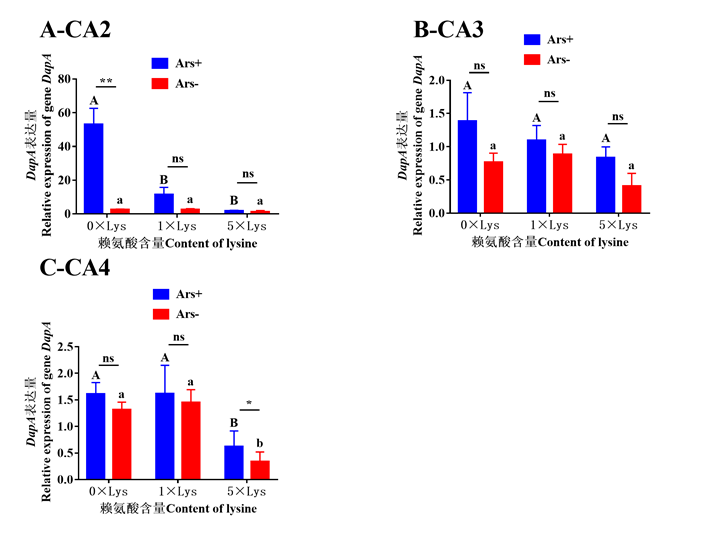 A-CA2
Ars+
Ars-
DapA表达量
Relative expression of gene DapA
80
60
40
20
0
**
A
a
ns
B
a
ns
B
a
0×Lys
1×Lys
5×Lys
赖氨酸含量Content of lysine
B-CA3
Ars+
Ars-
DapA表达量
Relative expression of gene DapA
2.0
1.5
1.0
0.5
0.0
ns
A
a
ns
A
a
ns
A
a
0×Lys
1×Lys
5×Lys
赖氨酸含量Content of lysine
C-CA4
Ars+
Ars-
DapA表达量
Relative expression of gene DapA
2.5
2.0
1.5
1.0
0.5
0.0
ns
A
a
ns
A
a
*
B
b
0×Lys
1×Lys
5×Lys
赖氨酸含量Content of lysine